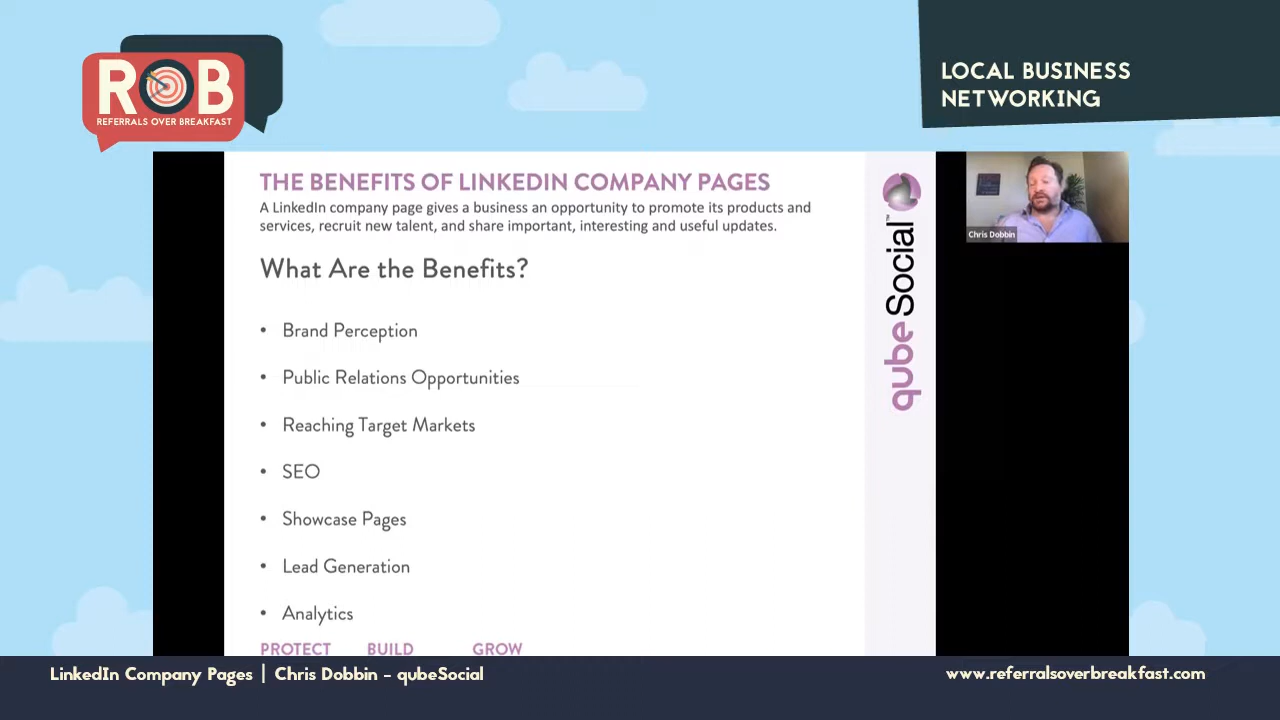 ROB
REFERRALS OVER BREAKFAST
LOCAL BUSINESS
NETWORKING
THE BENEFITS OF LINKEDIN COMPANY PAGES
A LinkedIn company page gives a business an opportunity to promote its products and
services, recruit new talent, and share important, interesting and useful updates.
What Are the Benefits?
• Brand Perception
• Public Relations Opportunities
• Reaching Target Markets
• SEO
• Showcase Pages
• Lead Generation
• Analytics
PROTECT BUILD GROW
qubeSocial™
Chris Dobbin
LinkedIn Company Pages | Chris Dobbin - qubeSocial
www.referralsoverbreakfast.com